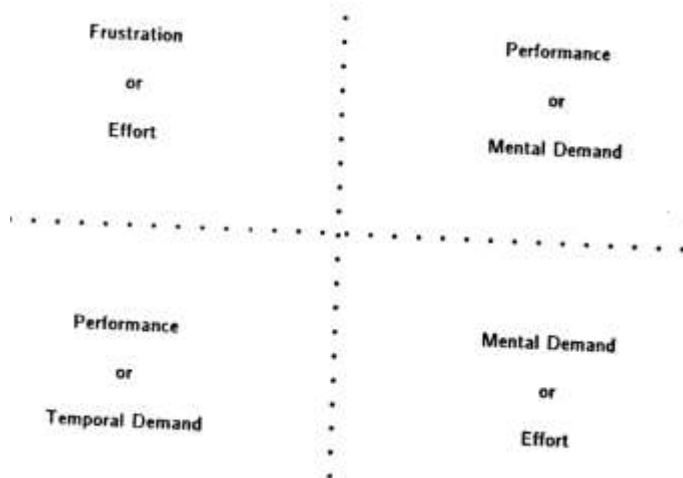 Frustration
or
Effort
Performance
or
Mental Demand
Performance
or
Temporal Demand
Mental Demand
or
Effort